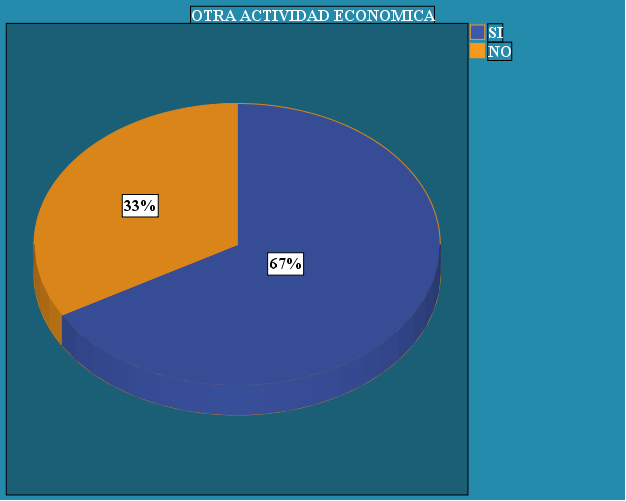 OTRA ACTIVIDAD ECONOMICA
SI
NO
33%
67%